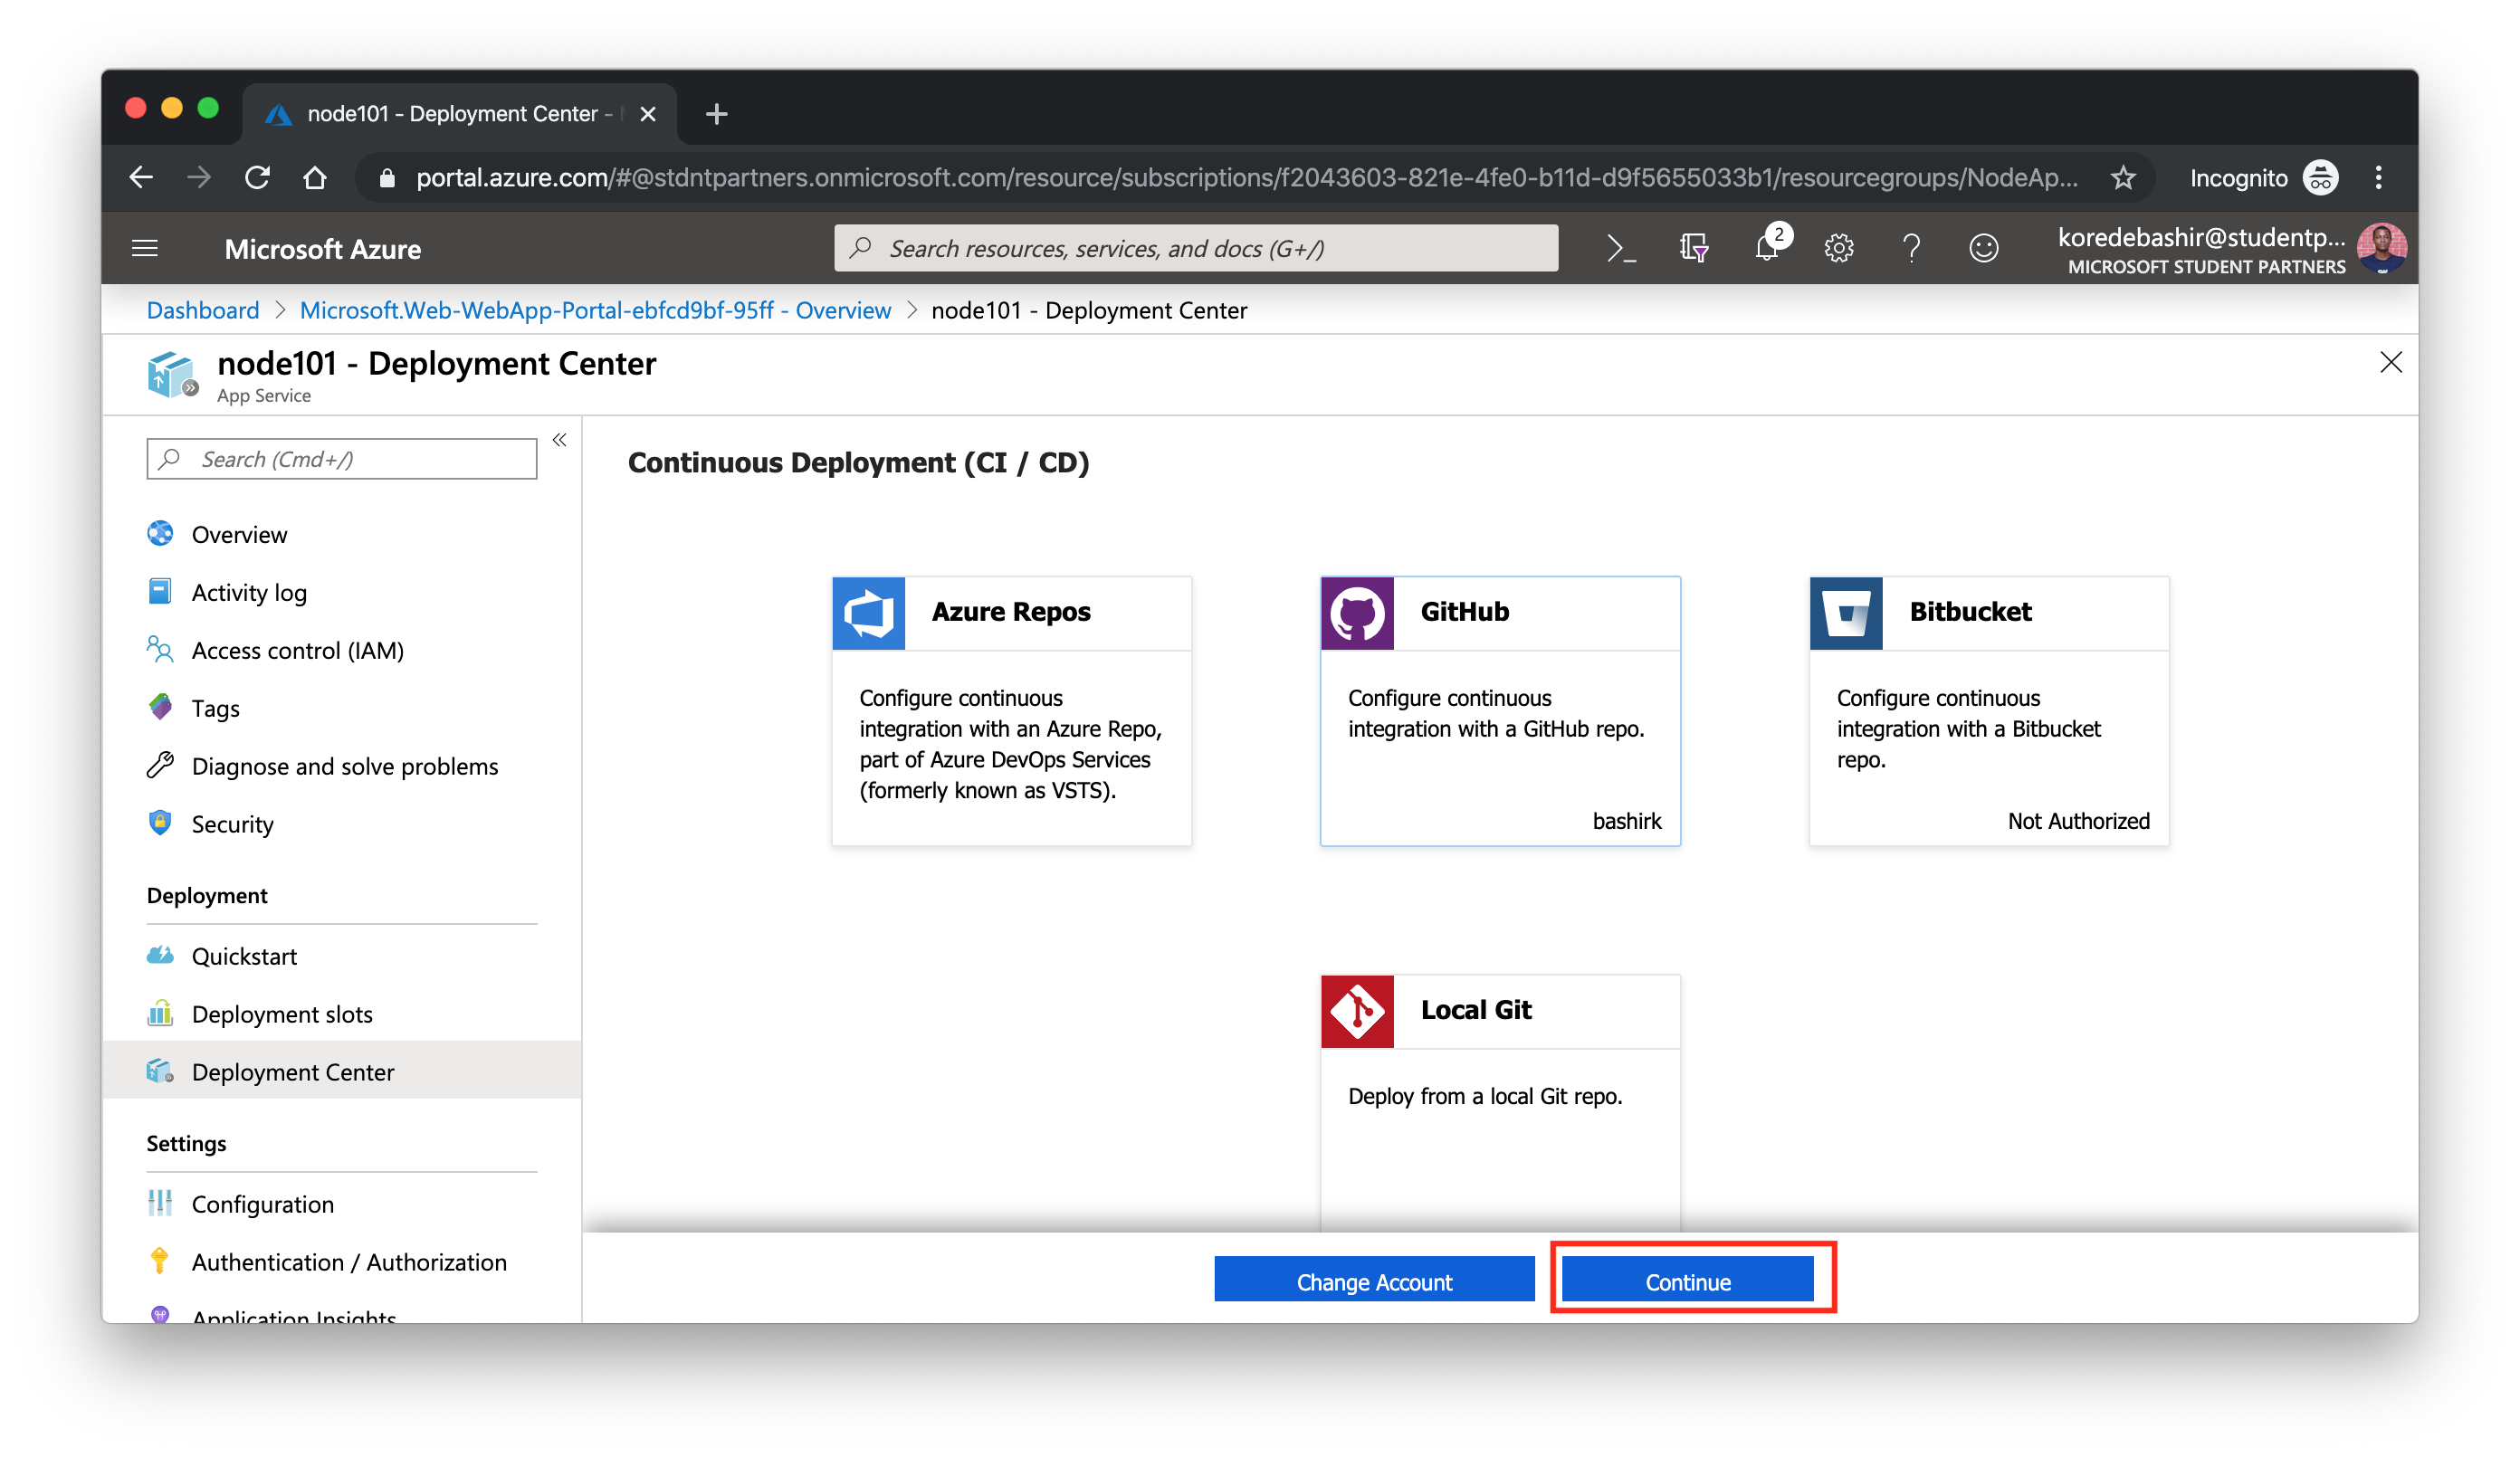 node101 - Deployment Center -
portal.azure.com/#@stdntpartners.onmicrosoft.com/resource/subscriptions/f2043603-821e-4fe0-b11d-d9f5655033b1/resourcegroups/NodeAp...
Incognito
Microsoft Azure
Search resources, services, and docs (G+/)
2
koredebashir@studentp...
MICROSOFT STUDENT PARTNERS
Dashboard > Microsoft.Web-WebApp-Portal-ebfcd9bf-95ff - Overview > node101 - Deployment Center
node101 - Deployment Center
App Service
Search (Cmd+/)
Overview
Activity log
Access control (IAM)
Tags
Diagnose and solve problems
Security
Deployment
Quickstart
Deployment slots
Deployment Center
Settings
Configuration
Authentication / Authorization
Application Insights
Continuous Deployment (CI / CD)
Azure Repos
Configure continuous
integration with an Azure Repo,
part of Azure DevOps Services
(formerly known as VSTS).
GitHub
Configure continuous
integration with a GitHub repo.
bashirk
Bitbucket
Configure continuous
integration with a Bitbucket
repo.
Not Authorized
Local Git
Deploy from a local Git repo.
Change Account
Continue